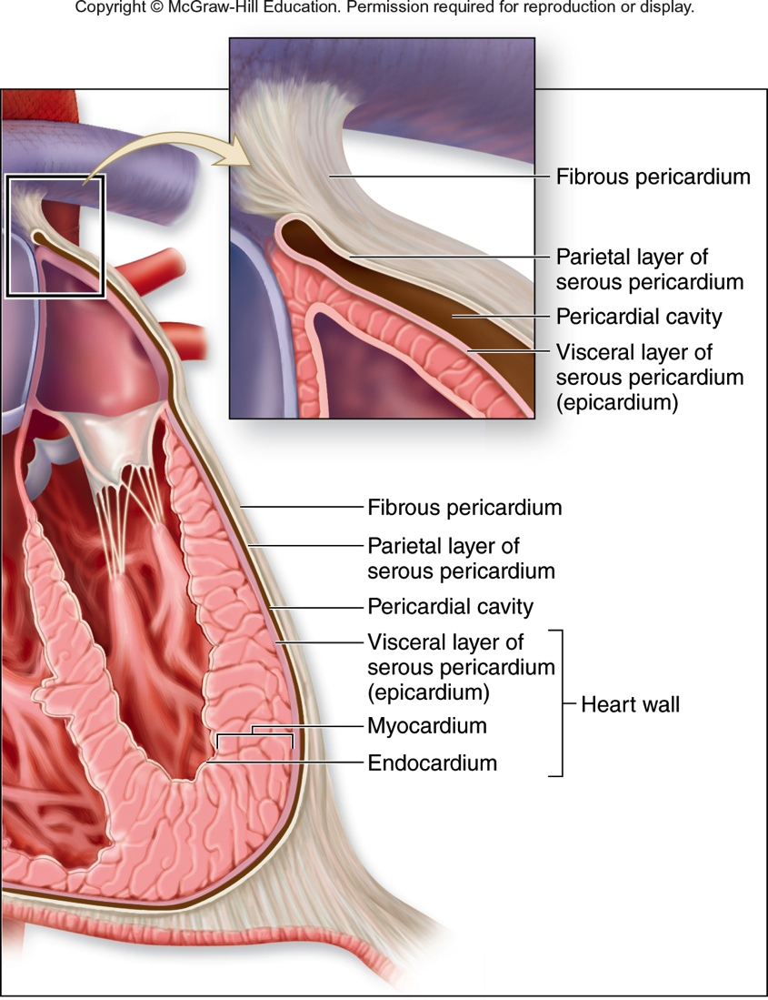 Copyright © McGraw-Hill Education. Permission required for reproduction or display.
Fibrous pericardium
Parietal layer of
serous pericardium
Pericardial cavity
Visceral layer of
serous pericardium
(epicardium)
Fibrous pericardium
Parietal layer of
serous pericardium
Pericardial cavity
Visceral layer of
serous pericardium
(epicardium)
Heart wall
Myocardium
Endocardium